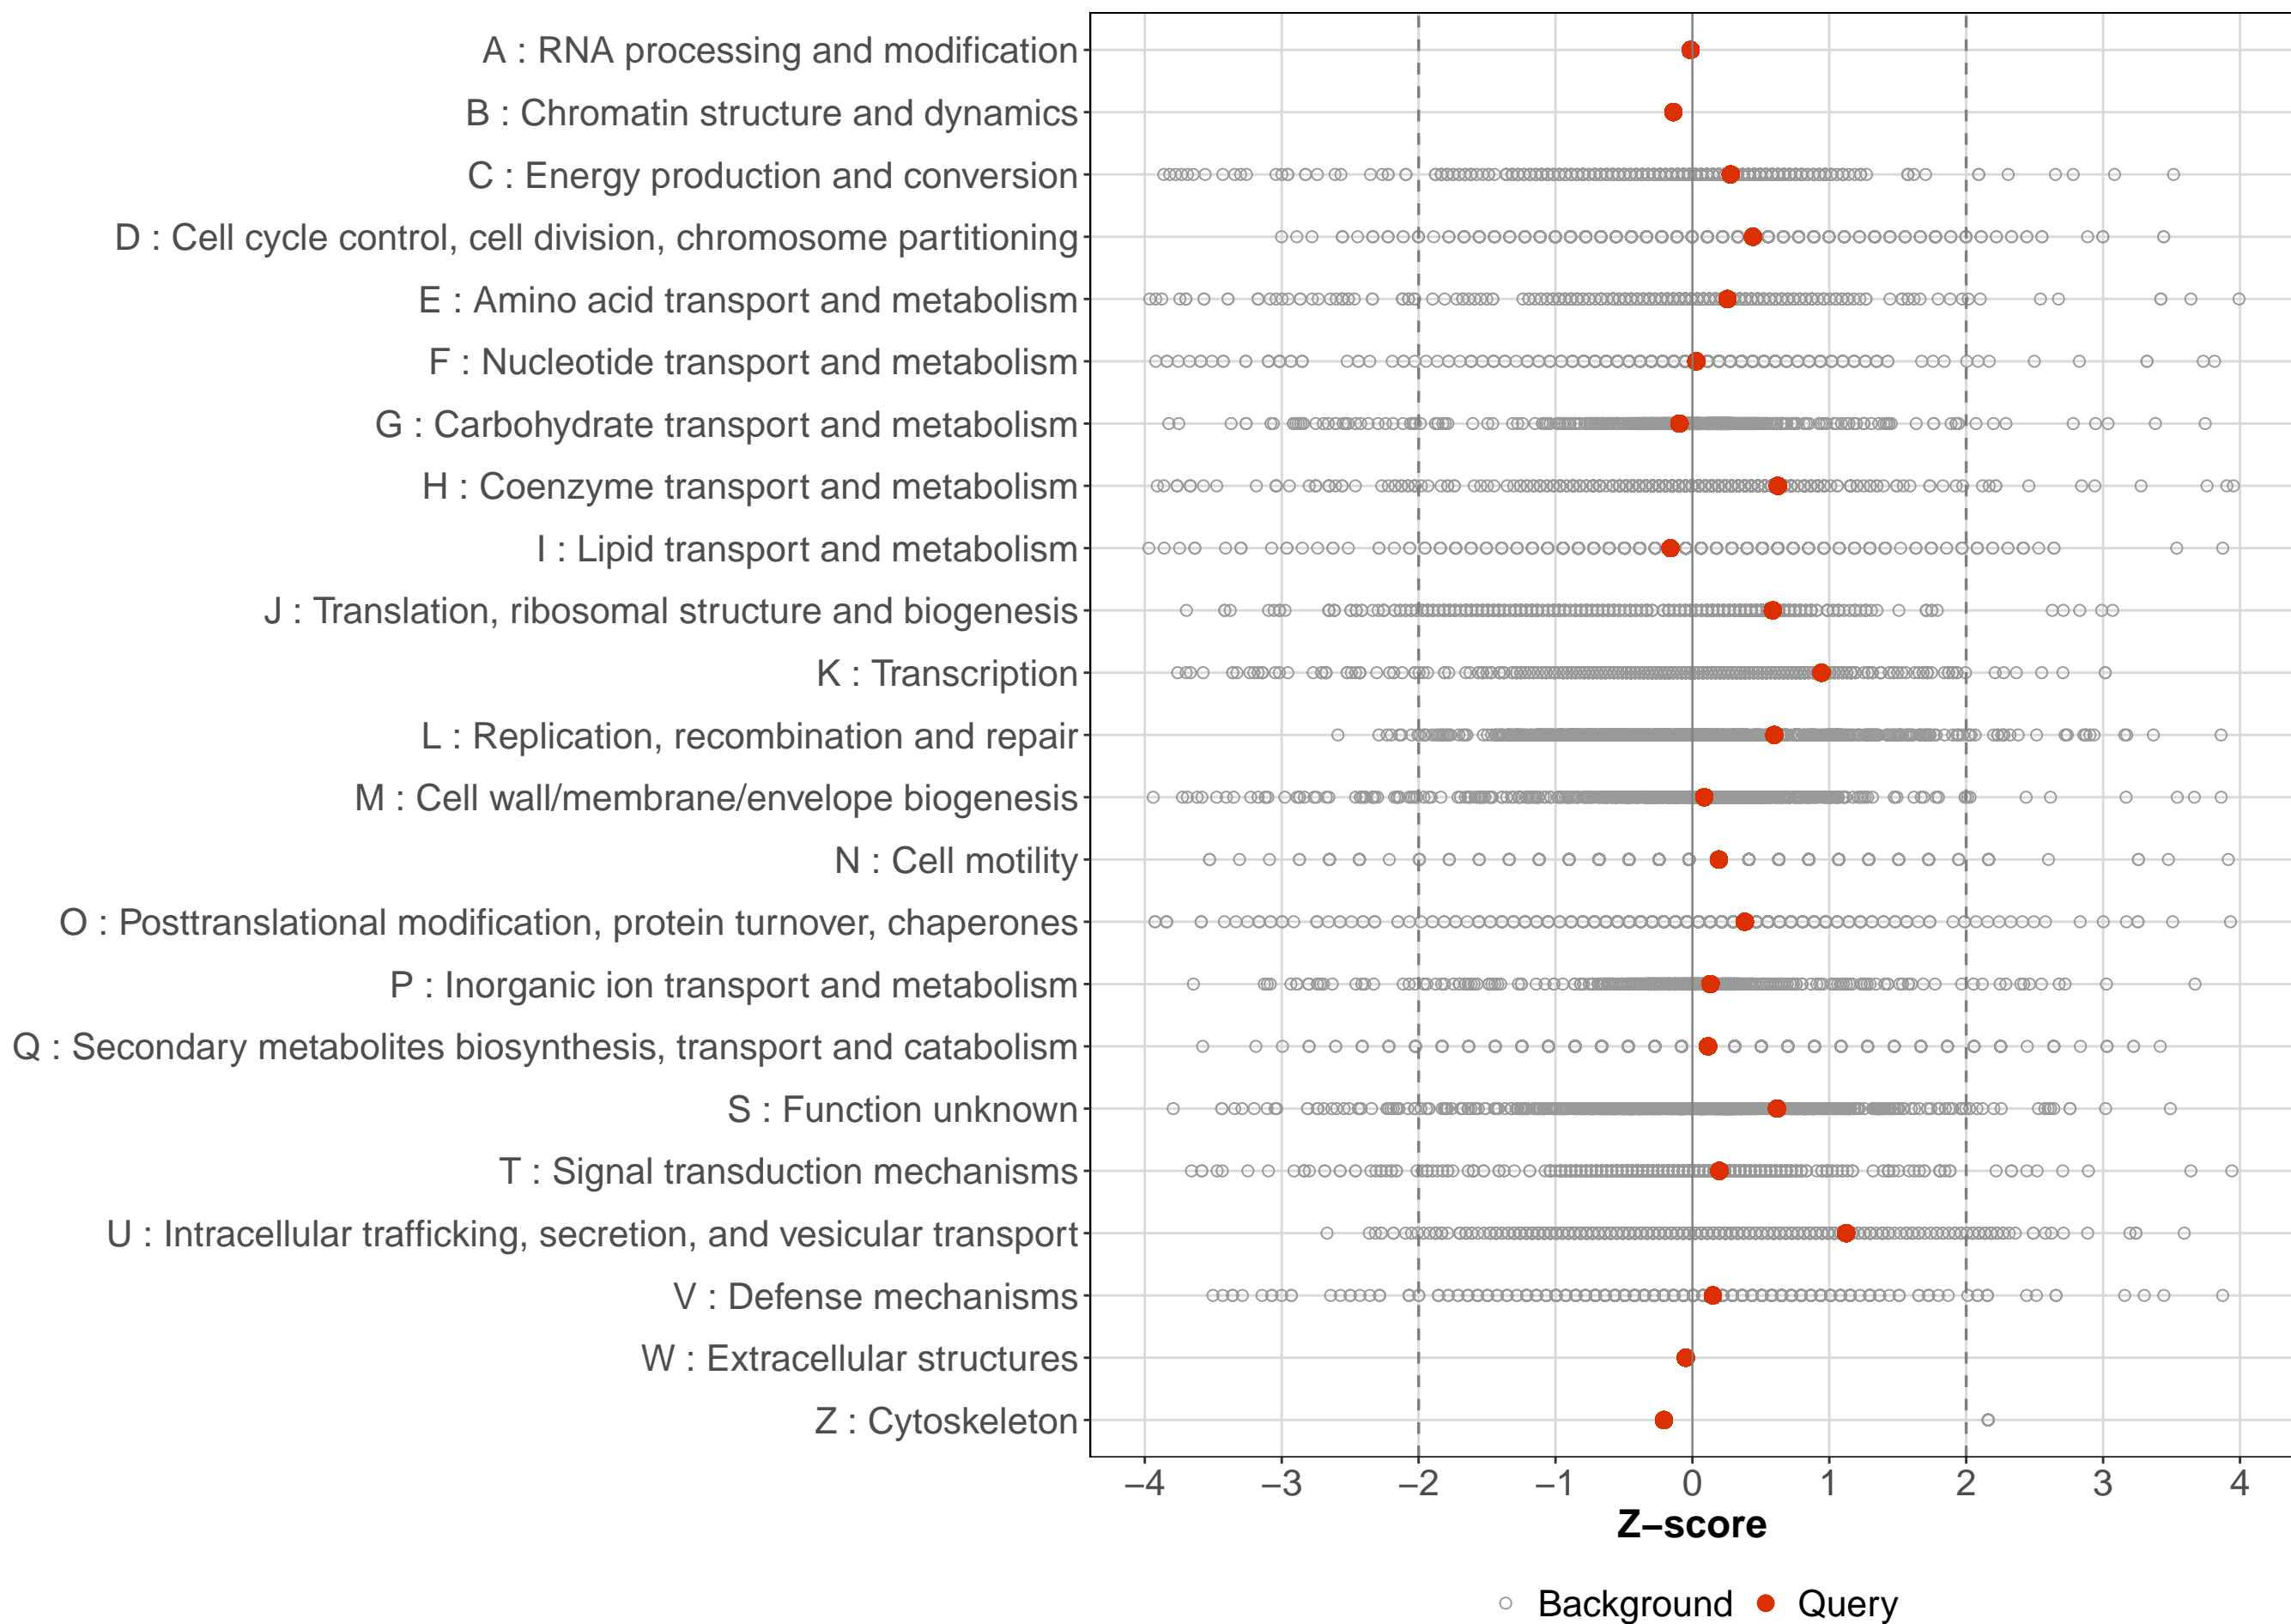 A : RNA processing and modification
B : Chromatin structure and dynamics
C : Energy production and conversion
D : Cell cycle control, cell division, chromosome partitioning
E : Amino acid transport and metabolism
F : Nucleotide transport and metabolism
G : Carbohydrate transport and metabolism
H : Coenzyme transport and metabolism
I : Lipid transport and metabolism
J : Translation, ribosomal structure and biogenesis
K : Transcription
L : Replication, recombination and repair
M : Cell wall/membrane/envelope biogenesis
N : Cell motility
O : Posttranslational modification, protein turnover, chaperones
P : Inorganic ion transport and metabolism
Q : Secondary metabolites biosynthesis, transport and catabolism
S : Function unknown
T : Signal transduction mechanisms
U : Intracellular trafficking, secretion, and vesicular transport
V : Defense mechanisms
W : Extracellular structures
Z : Cytoskeleton
−4 −3 −2 −1 0 1 2 3 4
Z−score
Background Query